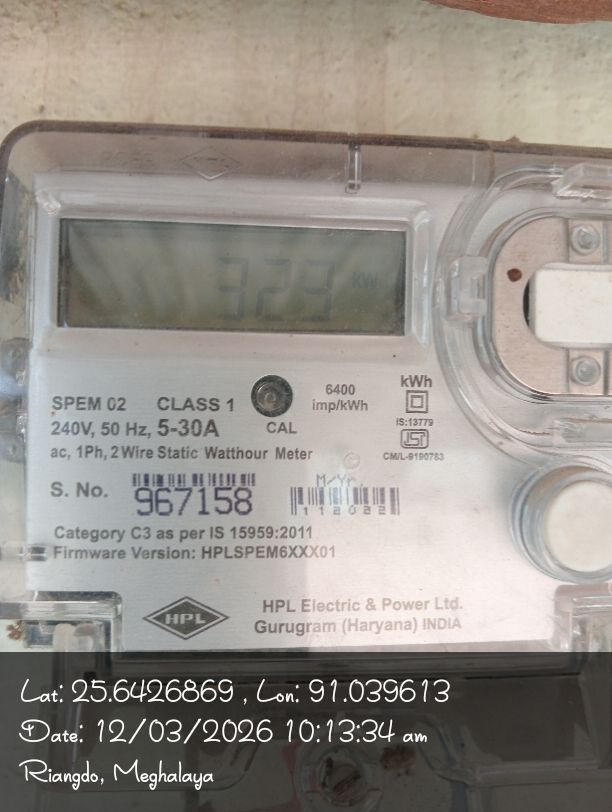 323 kW
SPEM 02 CLASS 1
240V, 50 Hz, 5-30A
ac, 1Ph, 2 Wire Static Watthour Meter
CAL
6400
imp/kWh
kWh
IS:13779
ISI
CM/L-9190783
S. No. 967158
M/Yr.
112022
Category C3 as per IS 15959:2011
Firmware Version: HPLSPEM6XXX01
HPL
HPL Electric & Power Ltd.
Gurugram (Haryana) INDIA
Lat: 25.6426869 , Lon: 91.039613
Date: 12/03/2026 10:13:34 am
Riangdo, Meghalaya